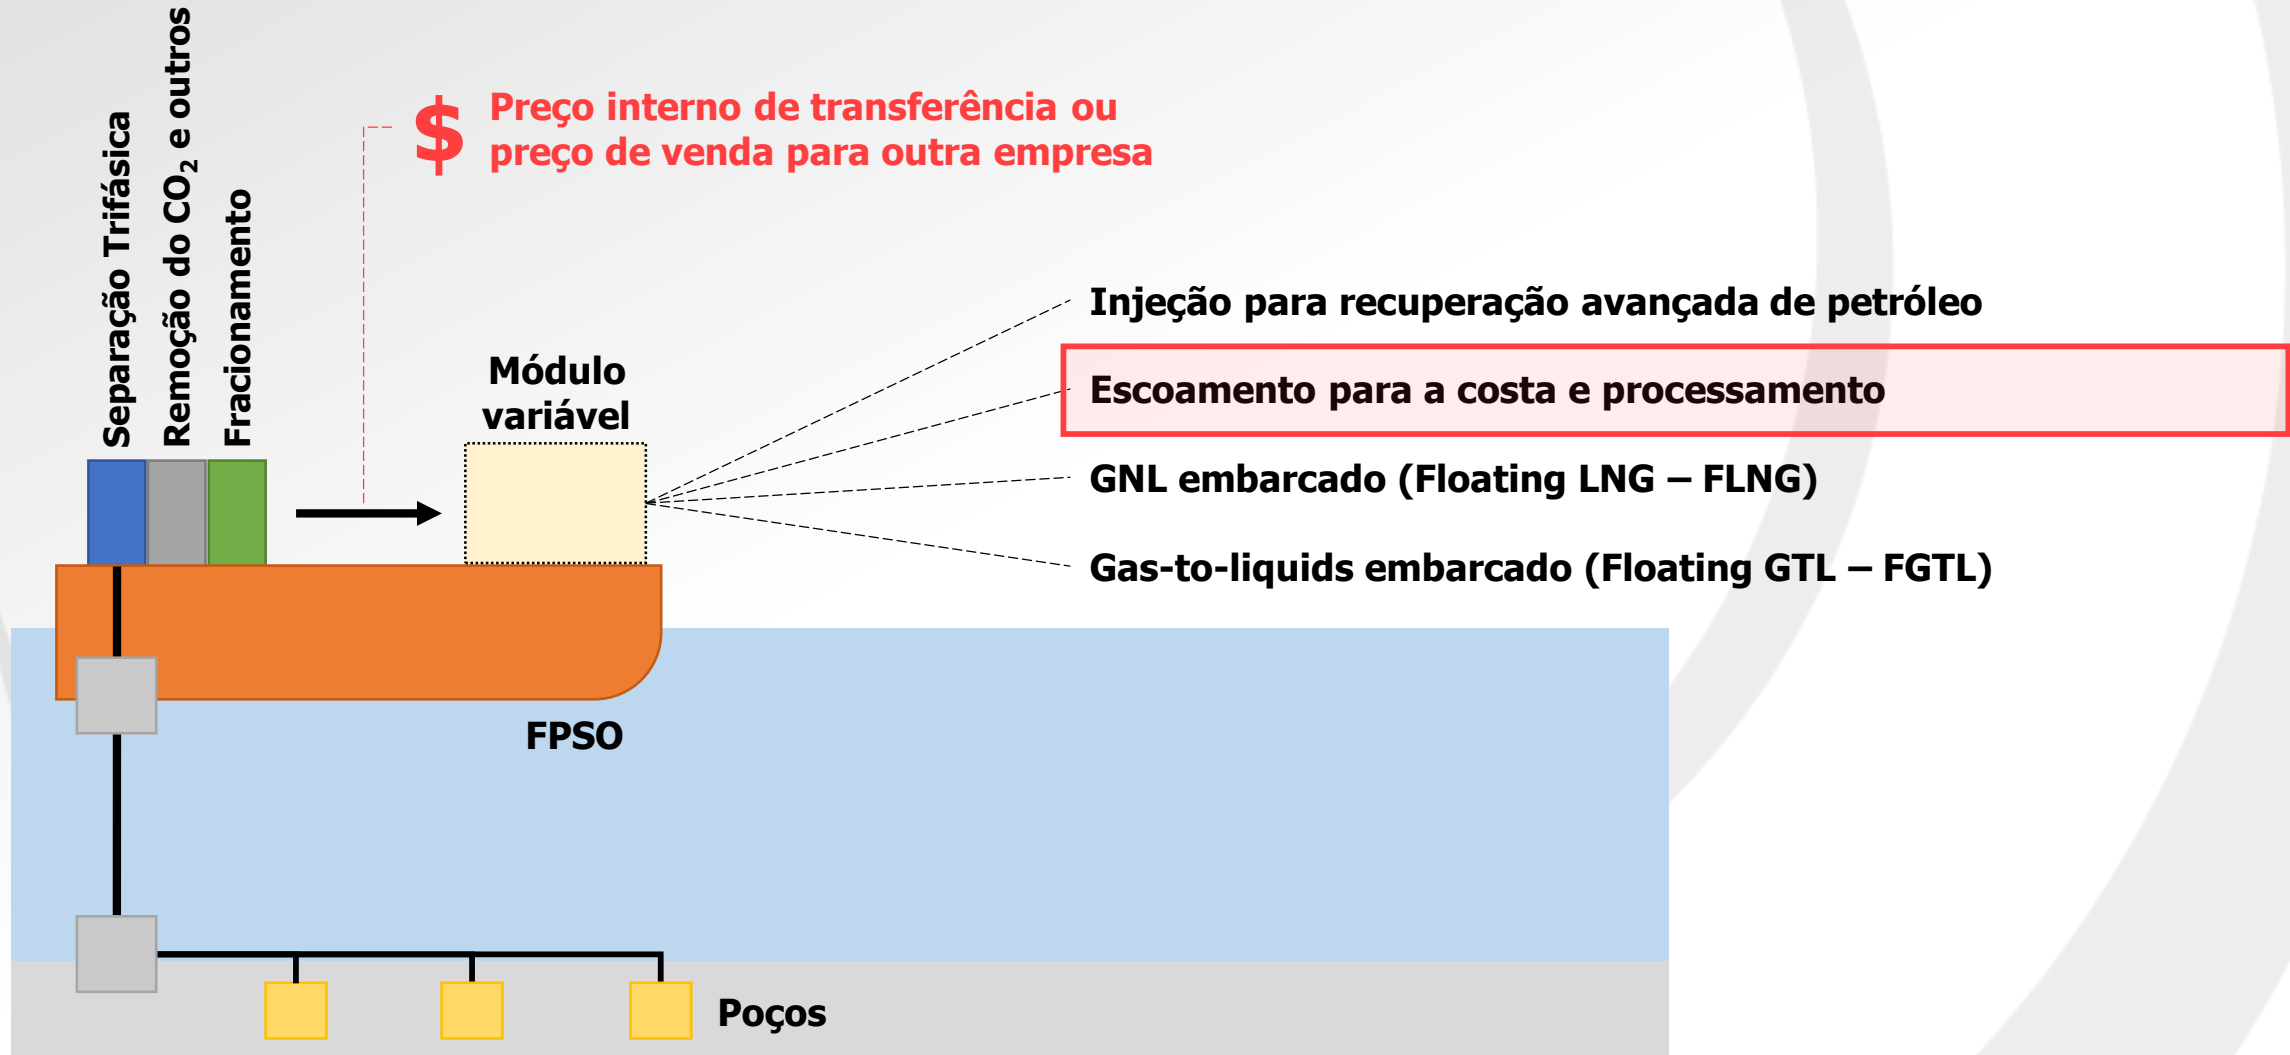 Separação Trifásica
Remoção do CO₂ e outros
Fracionamento
$
Preço interno de transferência ou
preço de venda para outra empresa
Módulo
variável
Injeção para recuperação avançada de petróleo
Escoamento para a costa e processamento
GNL embarcado (Floating LNG – FLNG)
Gas-to-liquids embarcado (Floating GTL – FGTL)
FPSO
Poços